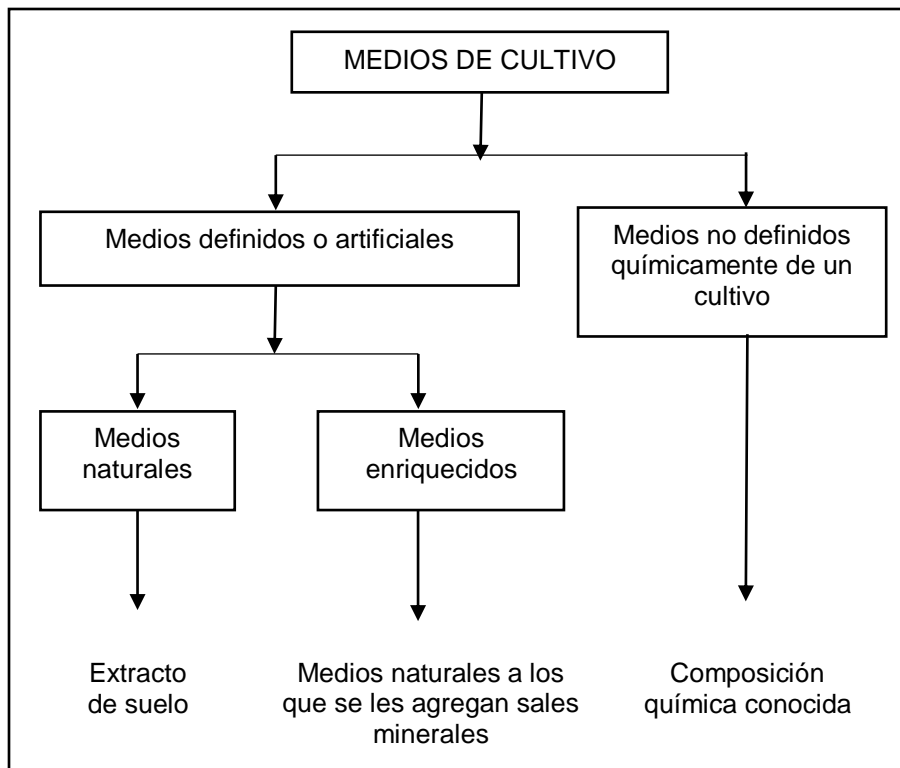 MEDIOS DE CULTIVO
Medios definidos o artificiales
Medios no definidos
químicamente de un
cultivo
Medios
naturales
Medios
enriquecidos
Extracto
de suelo
Medios naturales a los
que se les agregan sales
minerales
Composición
química conocida